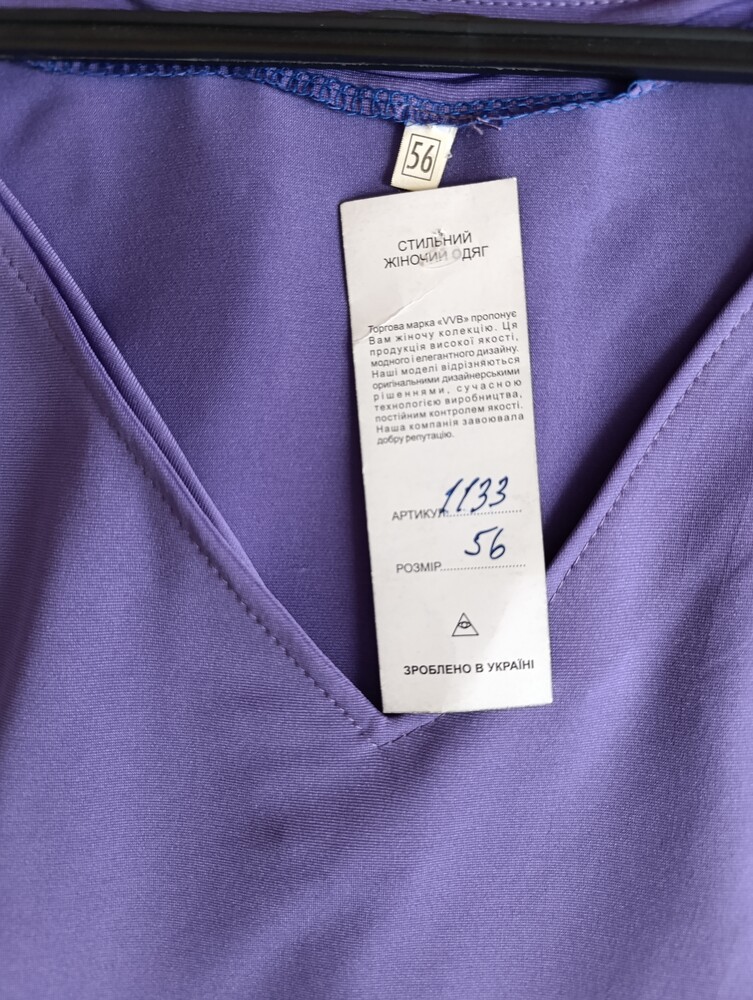 56
СТИЛЬНИЙ
ЖІНОЧИЙ ОДЯГ
Торгова марка «VVB» пропонує
Вам жіночу колекцію. Ця
продукція високої якості,
модного і елегантного дизайну.
Наші моделі відрізняються
оригінальними дизайнерськими
рішеннями, сучасною
технологією виробництва,
постійним контролем якості.
Наша компанія завоювала
добру репутацію.
АРТИКУЛ 1133
РОЗМІР 56
ЗРОБЛЕНО В УКРАЇНІ